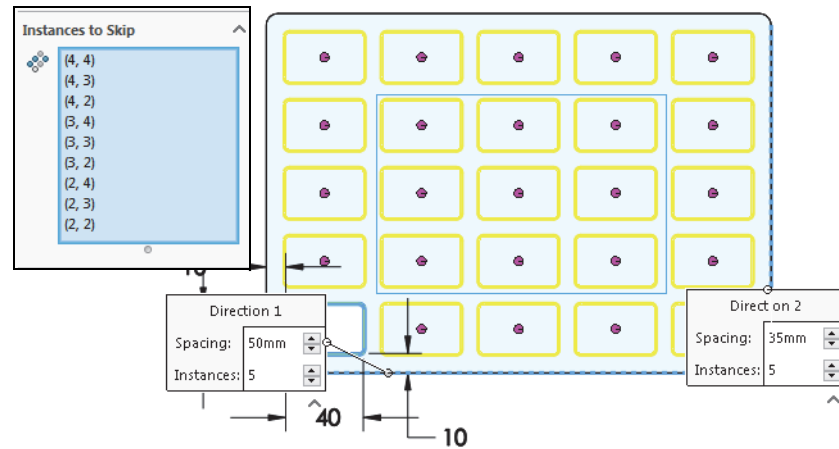 Instances to Skip
(4, 4)
(4, 3)
(4, 2)
(3, 4)
(3, 3)
(3, 2)
(2, 4)
(2, 3)
(2, 2)
Direction 1
Spacing: 50mm
Instances: 5
Direct on 2
Spacing: 35mm
Instances: 5
40
10